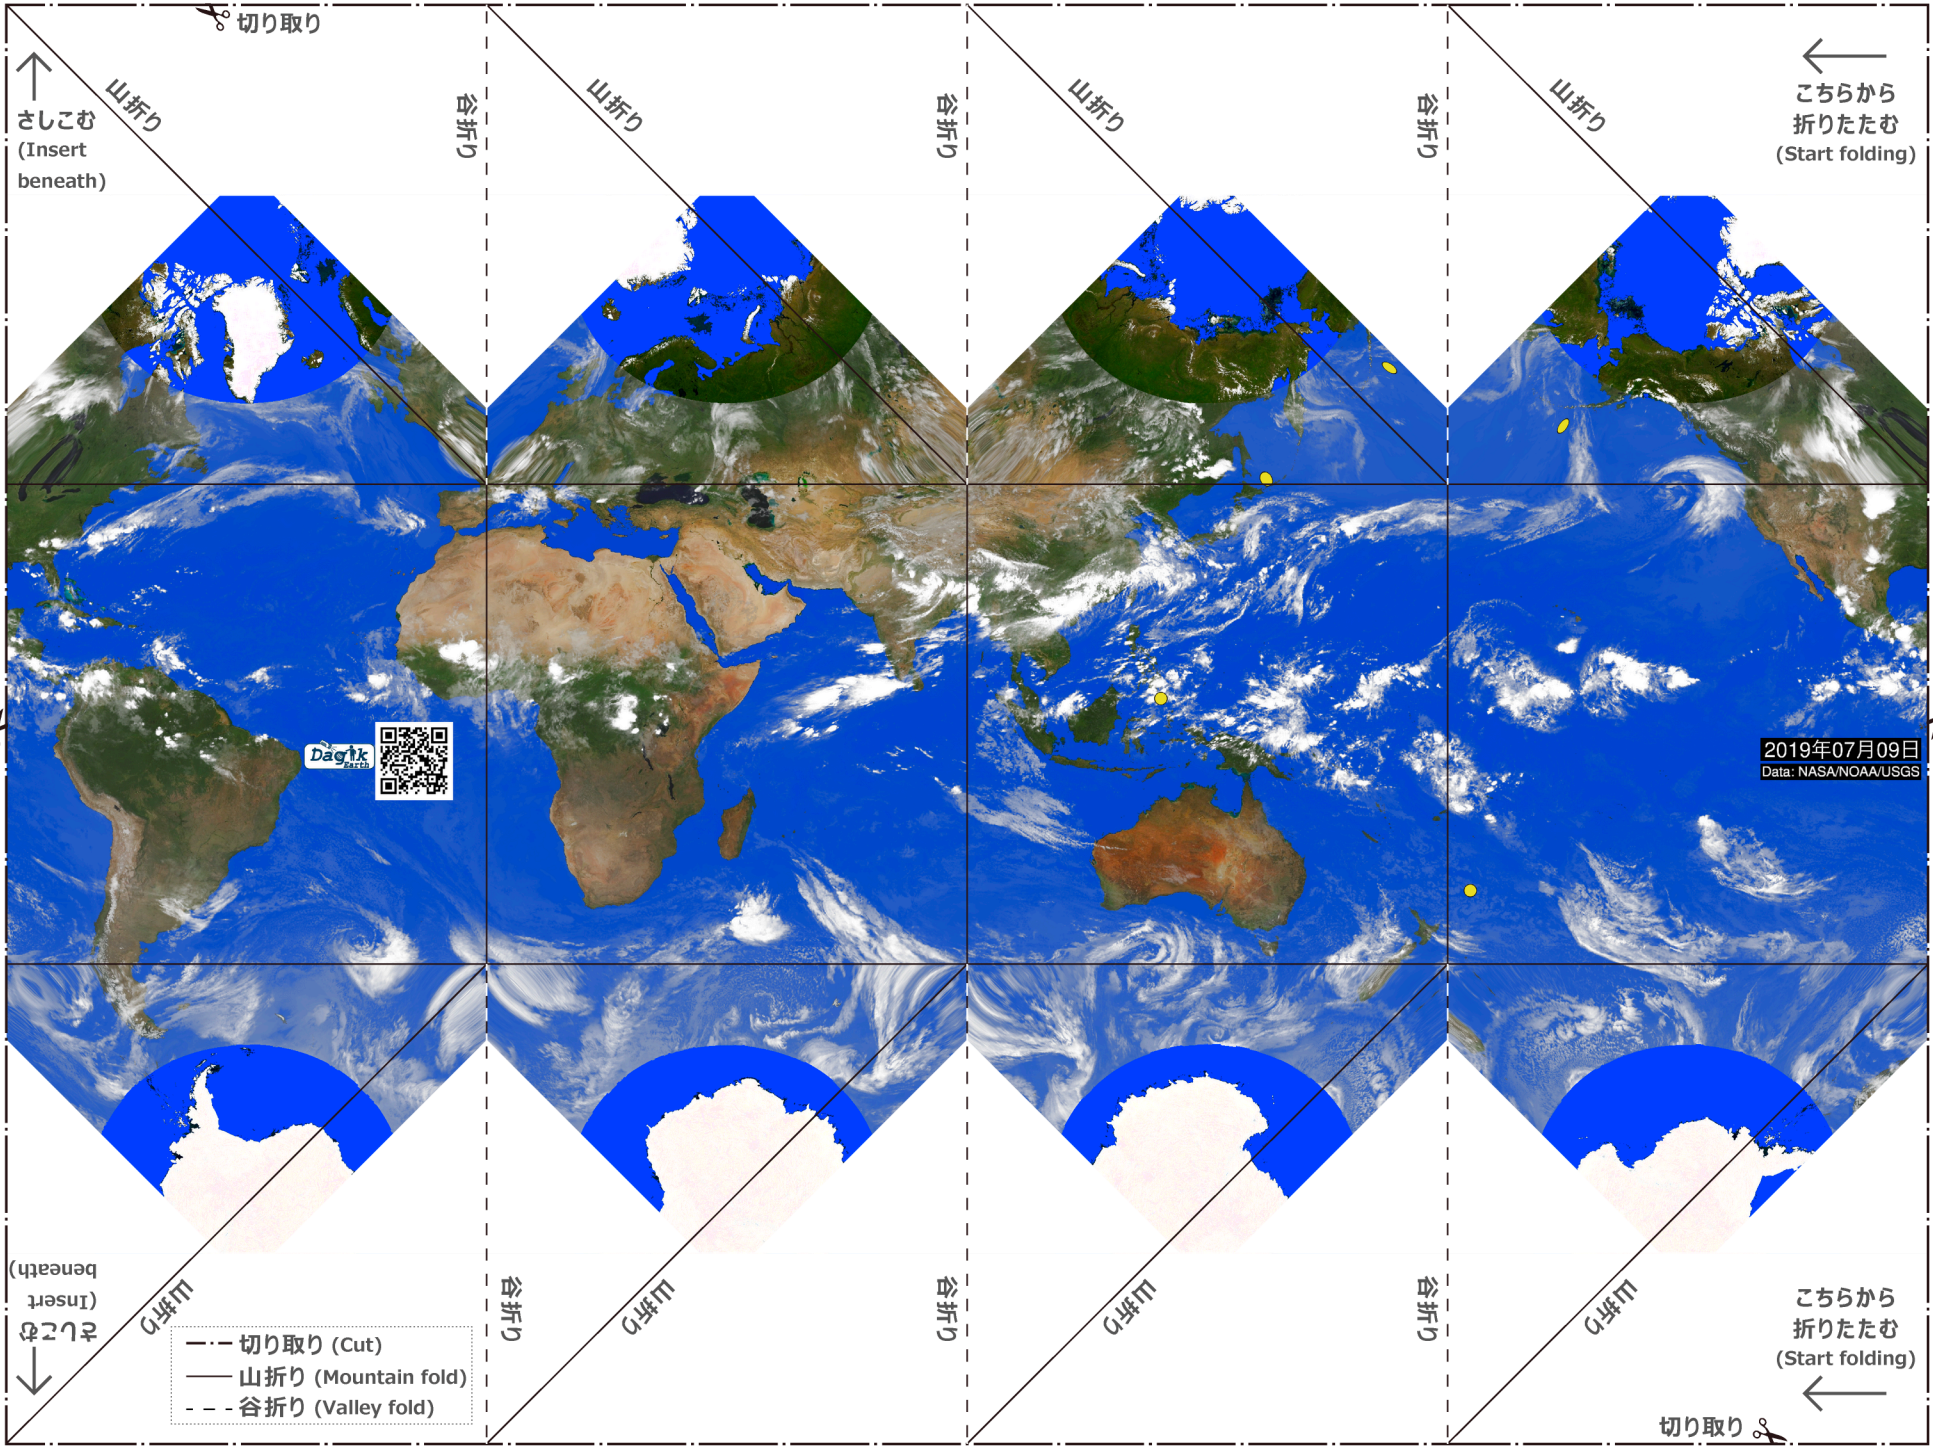 切り取り
山折り
谷折り
山折り
谷折り
山折り
谷折り
山折り
さしこむ
(Insert
beneath)
こちらから
折りたたむ
(Start folding)
Dagik
Earth
2019年07月09日
Data: NASA/NOAA/USGS
さしこむ
(Insert
beneath)
山折り
谷折り
山折り
谷折り
山折り
谷折り
山折り
こちらから
折りたたむ
(Start folding)
切り取り (Cut)
山折り (Mountain fold)
谷折り (Valley fold)
切り取り